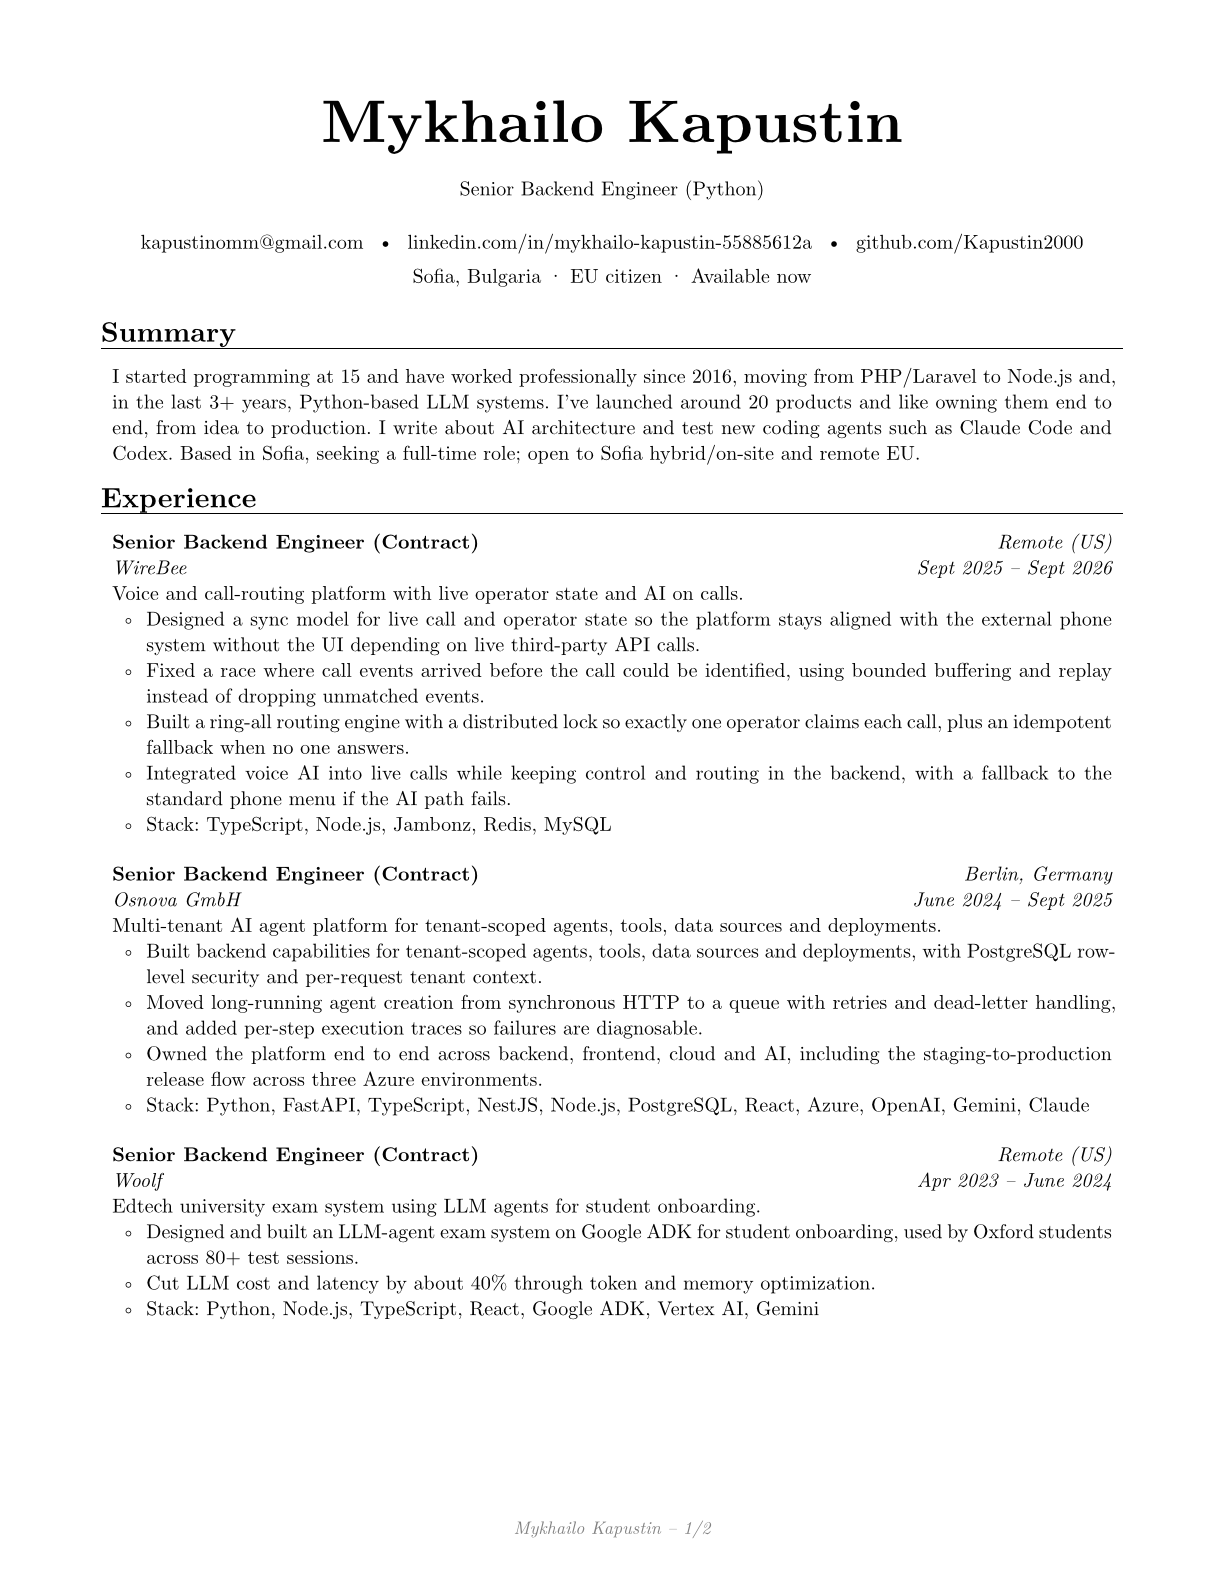 Mykhailo Kapustin
Senior Backend Engineer (Python)
kapustinomm@gmail.com • linkedin.com/in/mykhailo-kapustin-55885612a • github.com/Kapustin2000
Sofia, Bulgaria · EU citizen · Available now
Summary
I started programming at 15 and have worked professionally since 2016, moving from PHP/Laravel to Node.js and,
in the last 3+ years, Python-based LLM systems. I've launched around 20 products and like owning them end to
end, from idea to production. I write about AI architecture and test new coding agents such as Claude Code and
Codex. Based in Sofia, seeking a full-time role; open to Sofia hybrid/on-site and remote EU.
Experience
Senior Backend Engineer (Contract) Remote (US)
WireBee Sept 2025 – Sept 2026
Voice and call-routing platform with live operator state and AI on calls.
◦ Designed a sync model for live call and operator state so the platform stays aligned with the external phone
system without the UI depending on live third-party API calls.
◦ Fixed a race where call events arrived before the call could be identified, using bounded buffering and replay
instead of dropping unmatched events.
◦ Built a ring-all routing engine with a distributed lock so exactly one operator claims each call, plus an idempotent
fallback when no one answers.
◦ Integrated voice AI into live calls while keeping control and routing in the backend, with a fallback to the
standard phone menu if the AI path fails.
◦ Stack: TypeScript, Node.js, Jambonz, Redis, MySQL
Senior Backend Engineer (Contract) Berlin, Germany
Osnova GmbH June 2024 – Sept 2025
Multi-tenant AI agent platform for tenant-scoped agents, tools, data sources and deployments.
◦ Built backend capabilities for tenant-scoped agents, tools, data sources and deployments, with PostgreSQL row-
level security and per-request tenant context.
◦ Moved long-running agent creation from synchronous HTTP to a queue with retries and dead-letter handling,
and added per-step execution traces so failures are diagnosable.
◦ Owned the platform end to end across backend, frontend, cloud and AI, including the staging-to-production
release flow across three Azure environments.
◦ Stack: Python, FastAPI, TypeScript, NestJS, Node.js, PostgreSQL, React, Azure, OpenAI, Gemini, Claude
Senior Backend Engineer (Contract) Remote (US)
Woolf Apr 2023 – June 2024
Edtech university exam system using LLM agents for student onboarding.
◦ Designed and built an LLM-agent exam system on Google ADK for student onboarding, used by Oxford students
across 80+ test sessions.
◦ Cut LLM cost and latency by about 40% through token and memory optimization.
◦ Stack: Python, Node.js, TypeScript, React, Google ADK, Vertex AI, Gemini
Mykhailo Kapustin – 1/2